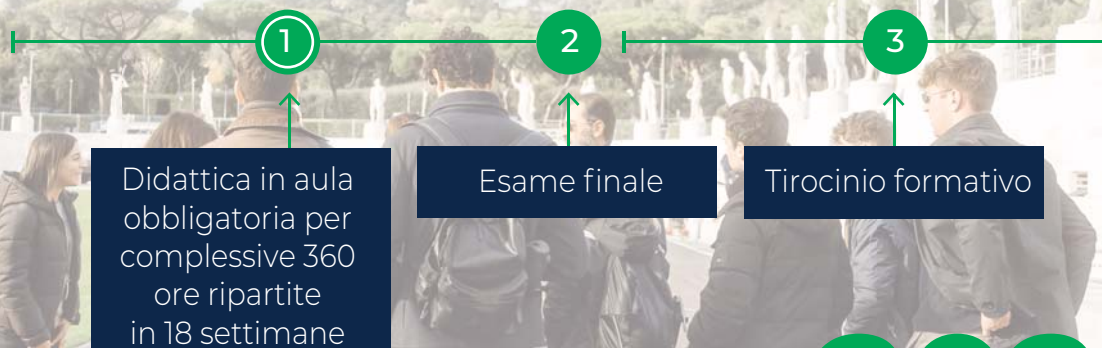 1
2
3
Didattica in aula
obbligatoria per
complessive 360
ore ripartite
in 18 settimane
Esame finale
Tirocinio formativo